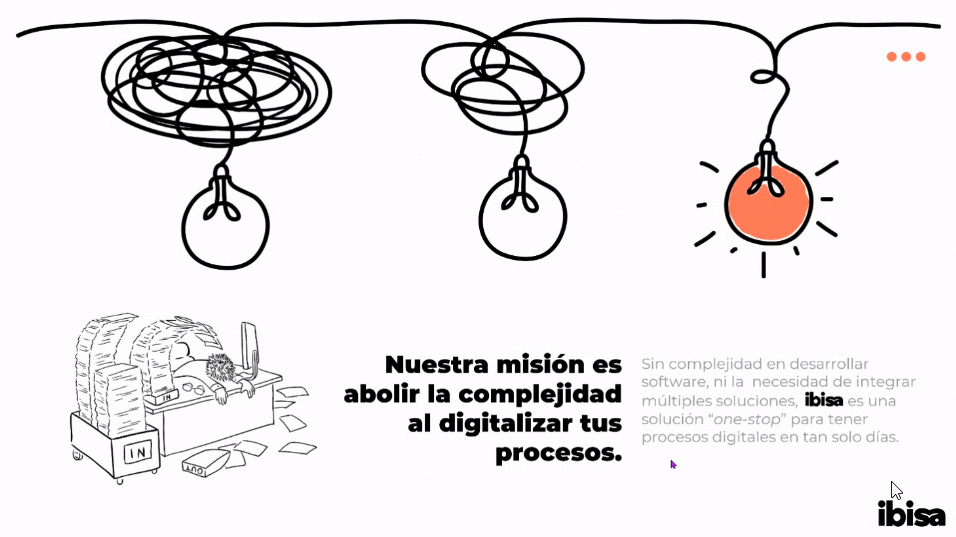 IN
IN
OUT
Nuestra misión es
abolir la complejidad
al digitalizar tus
procesos.
Sin complejidad en desarrollar
software, ni la necesidad de integrar
múltiples soluciones, ibisa es una
solución “one-stop” para tener
procesos digitales en tan solo días.
ibisa